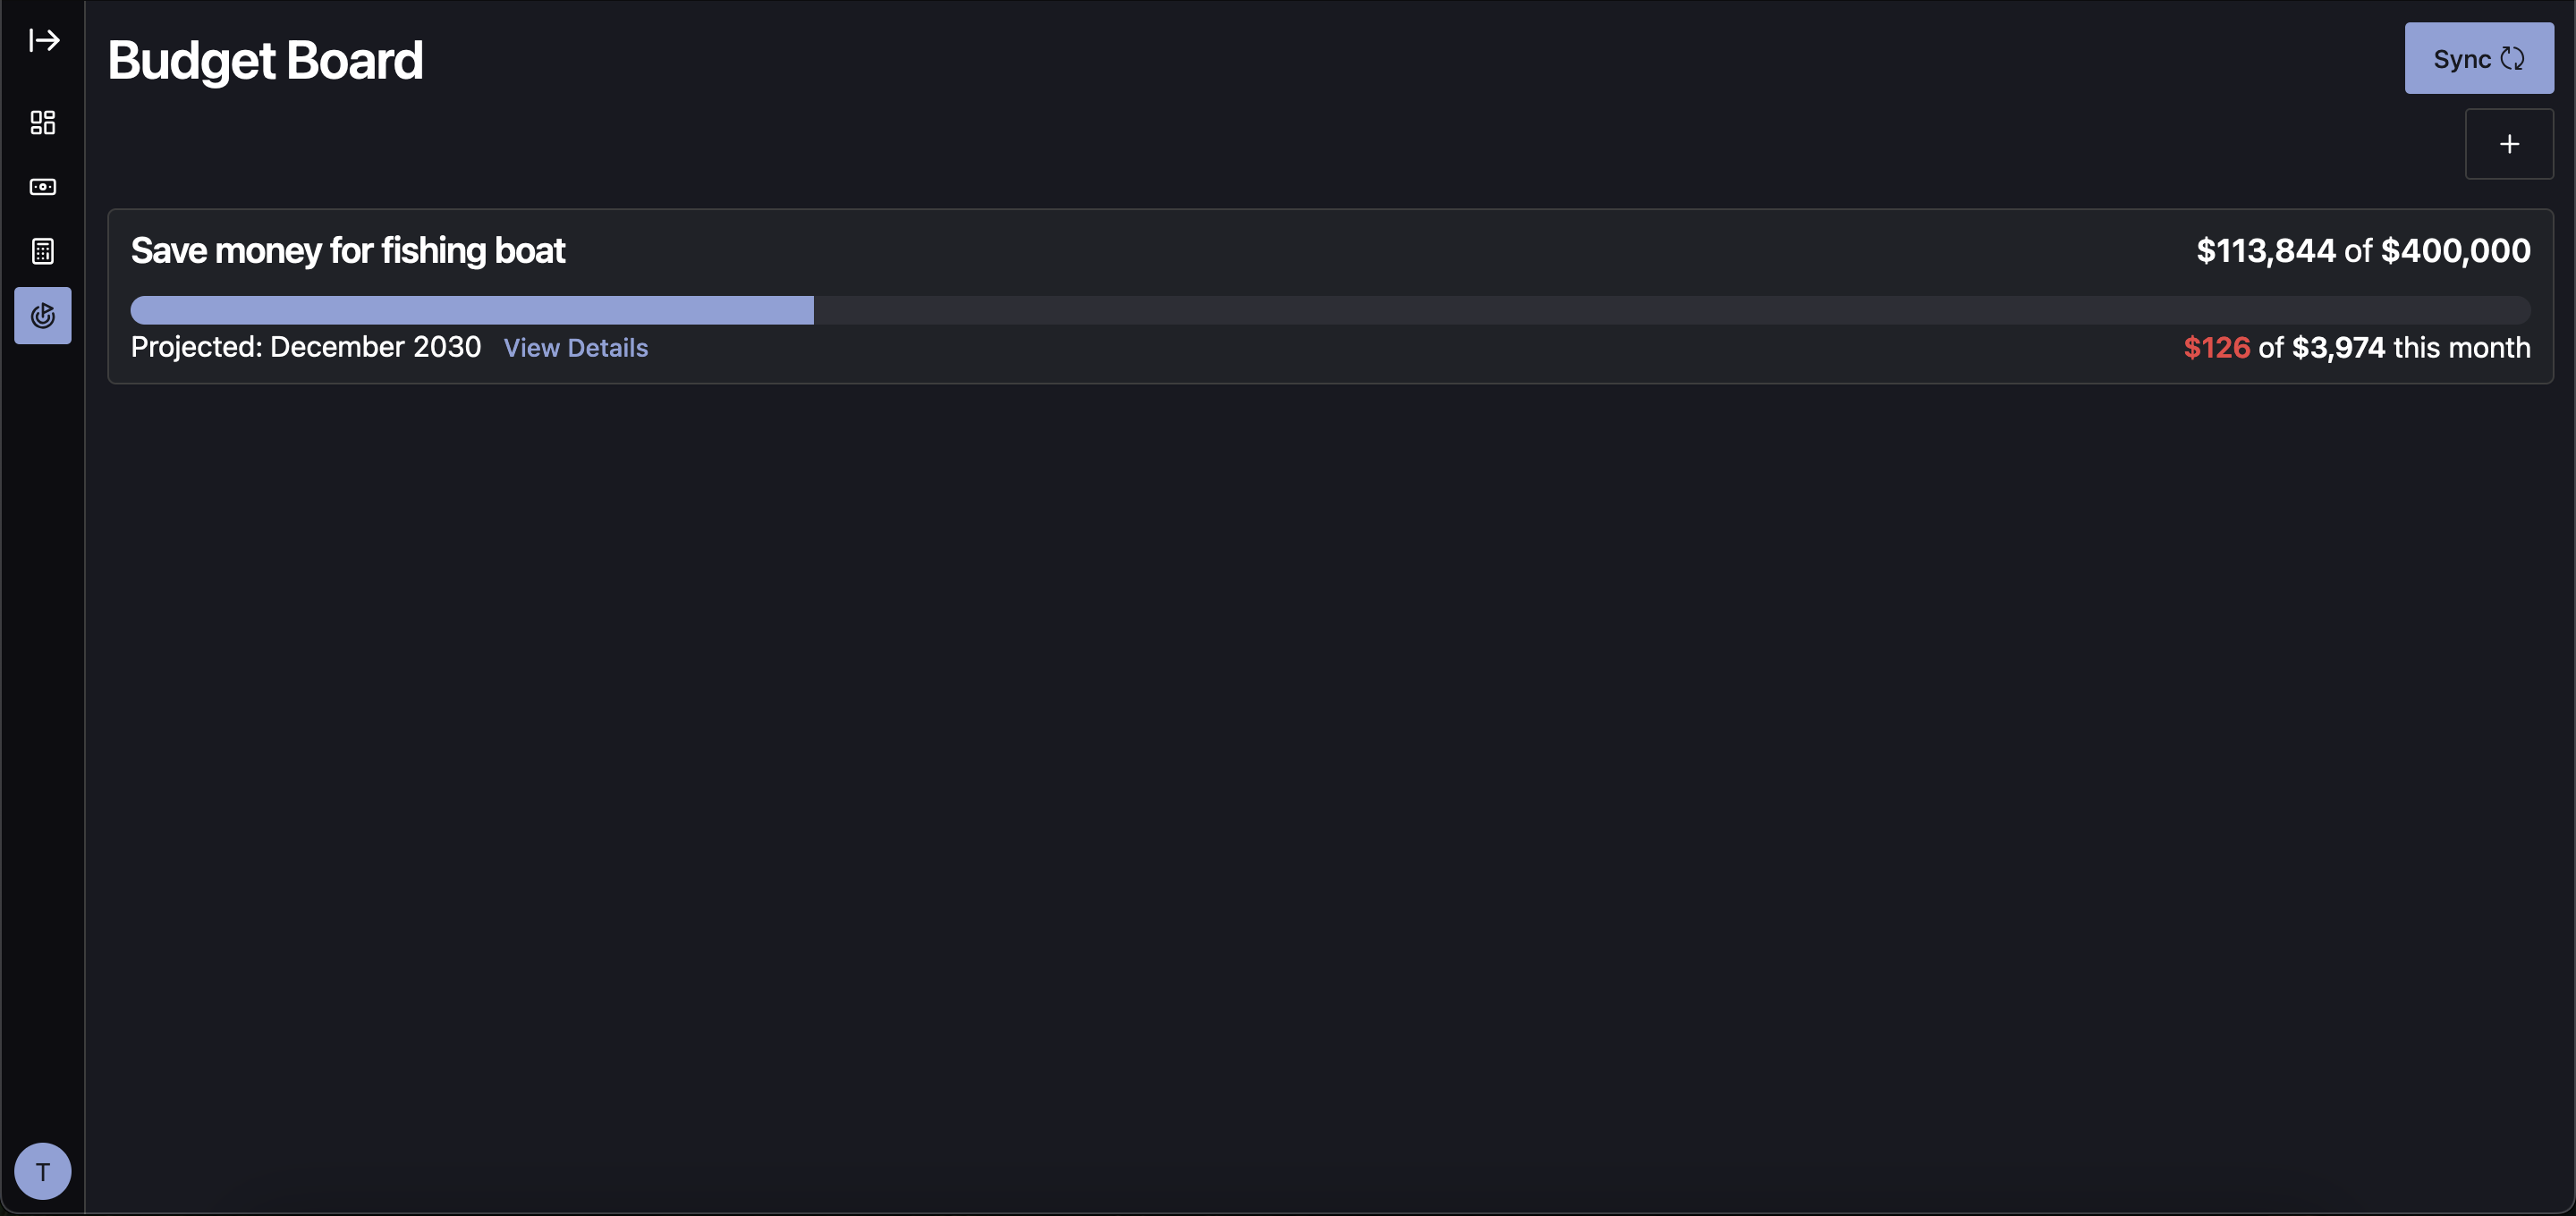 Budget Board
Sync
Save money for fishing boat
$113,844 of $400,000
Projected: December 2030 View Details
$126 of $3,974 this month
T